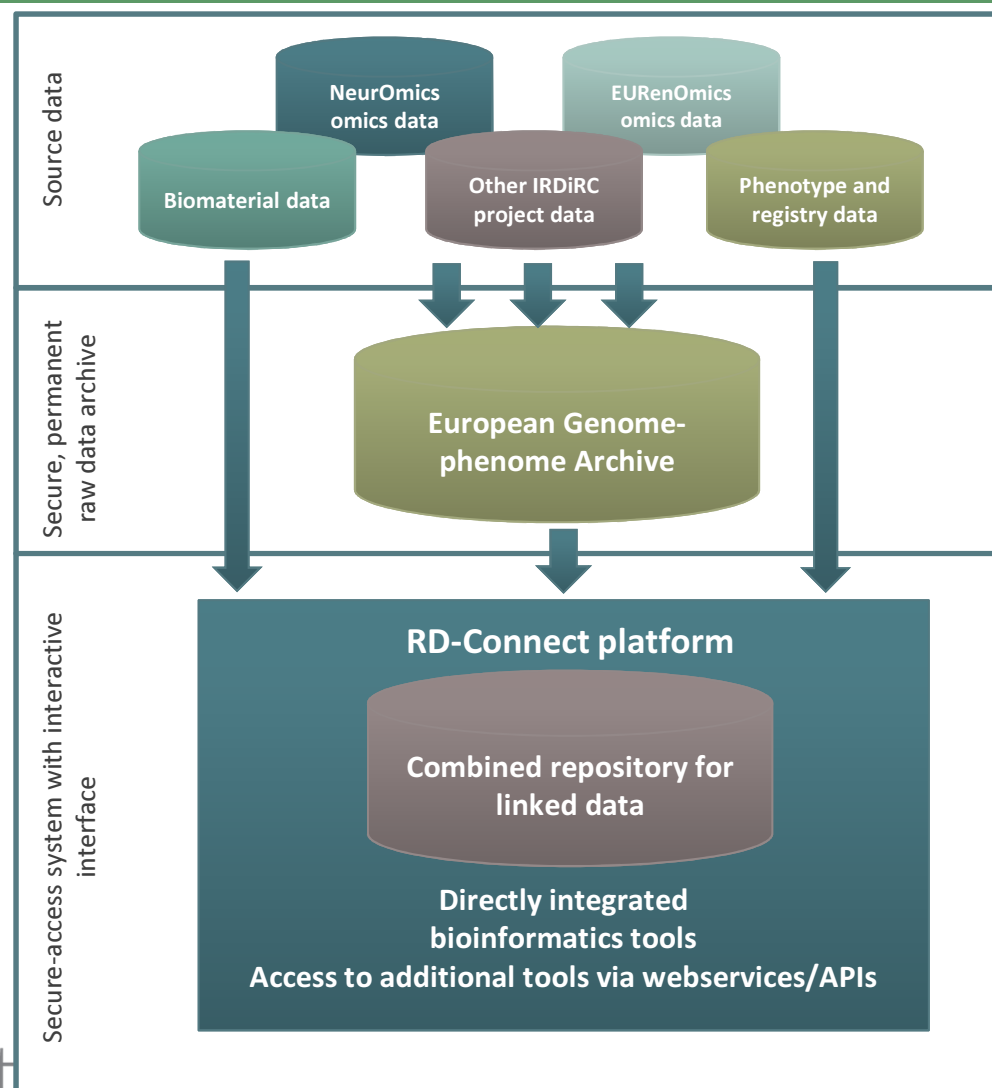 Source data
NeurOmics
omics data
EURenOmics
omics data
Biomaterial data
Other IRDiRC
project data
Phenotype and
registry data
Secure, permanent
raw data archive
European Genome-
phenome Archive
Secure-access system with interactive
interface
RD-Connect platform
Combined repository for
linked data
Directly integrated
bioinformatics tools
Access to additional tools via webservices/APIs